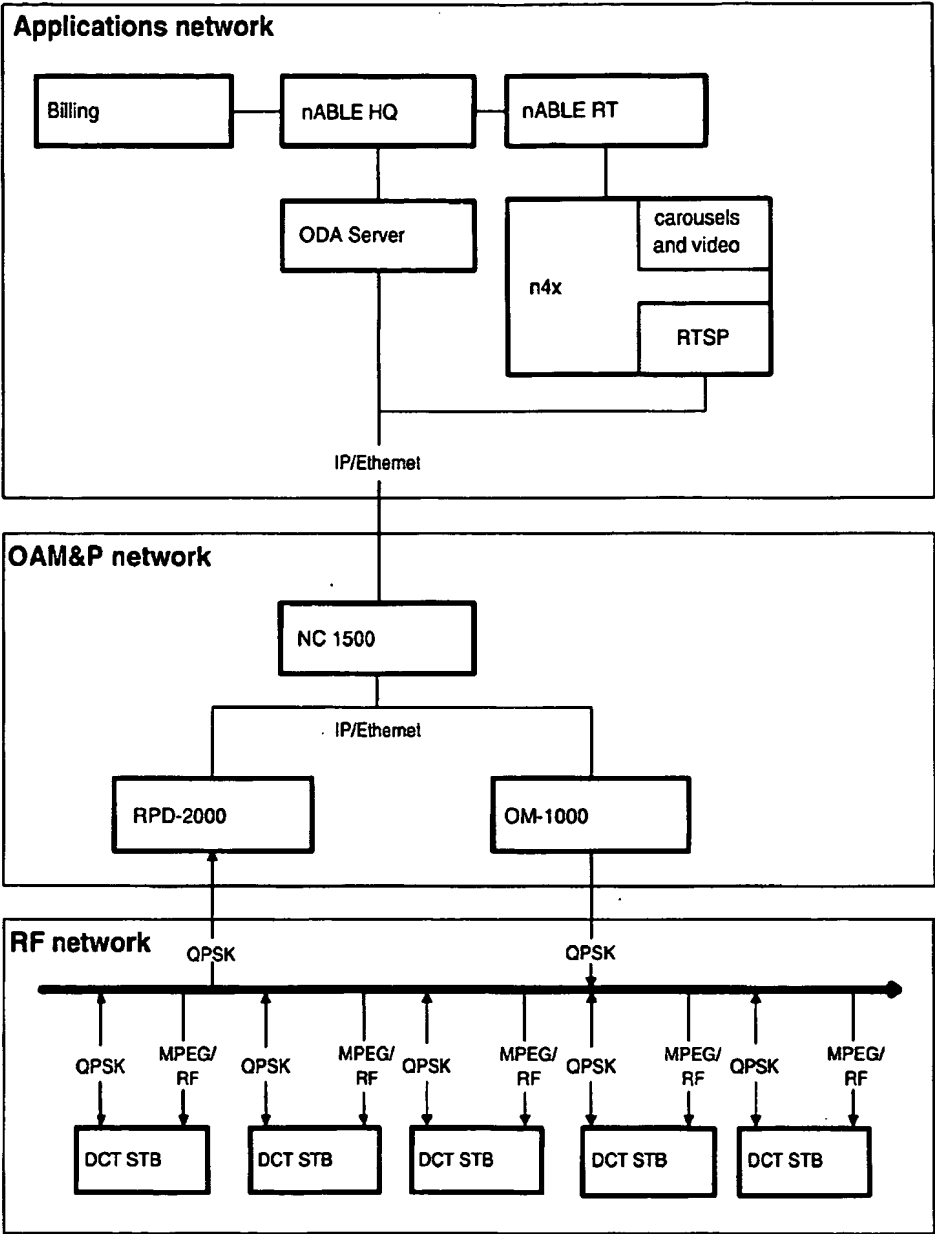 Applications network
Billing
nABLE HQ
nABLE RT
ODA Server
carousels
and video
n4x
RTSP
IP/Ethernet
OAM&P network
NC 1500
IP/Ethernet
RPD-2000
OM-1000
RF network
QPSK
QPSK
QPSK
MPEG/
RF
QPSK
MPEG/
RF
QPSK
MPEG/
RF
QPSK
MPEG/
RF
QPSK
MPEG/
RF
DCT STB
DCT STB
DCT STB
DCT STB
DCT STB